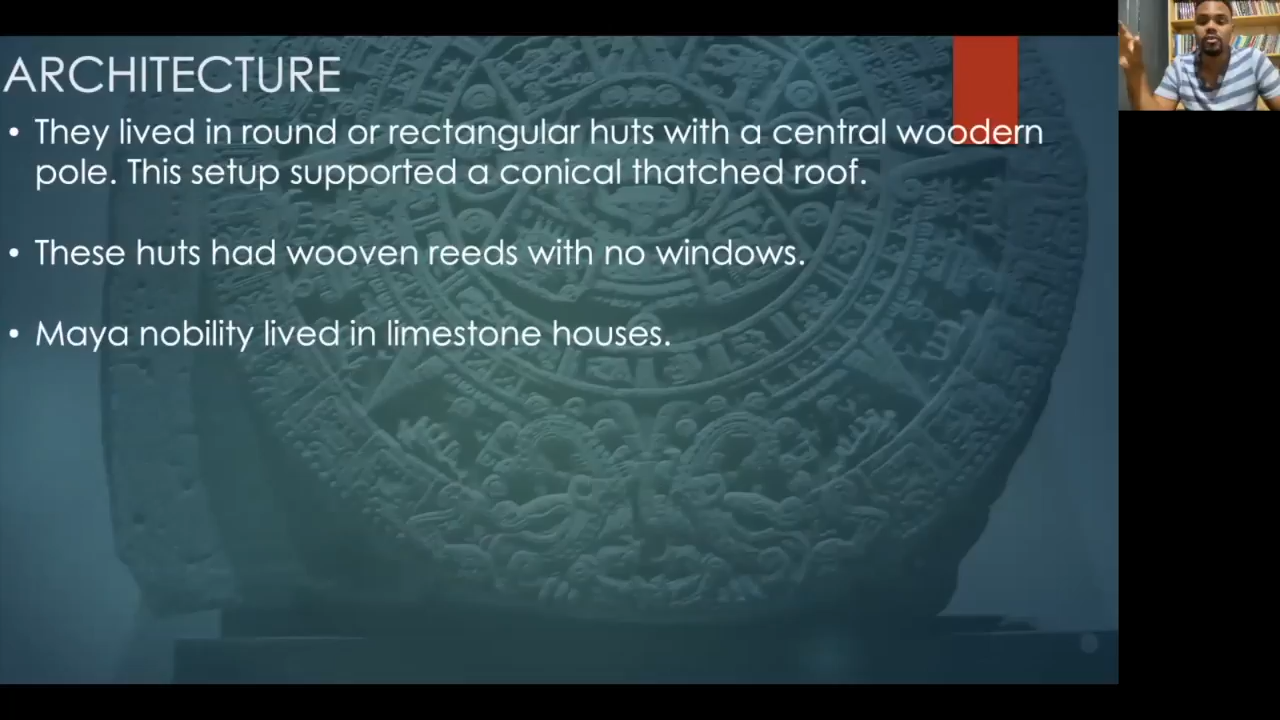 ARCHITECTURE
• They lived in round or rectangular huts with a central woodern
pole. This setup supported a conical thatched roof.
• These huts had wooven reeds with no windows.
• Maya nobility lived in limestone houses.